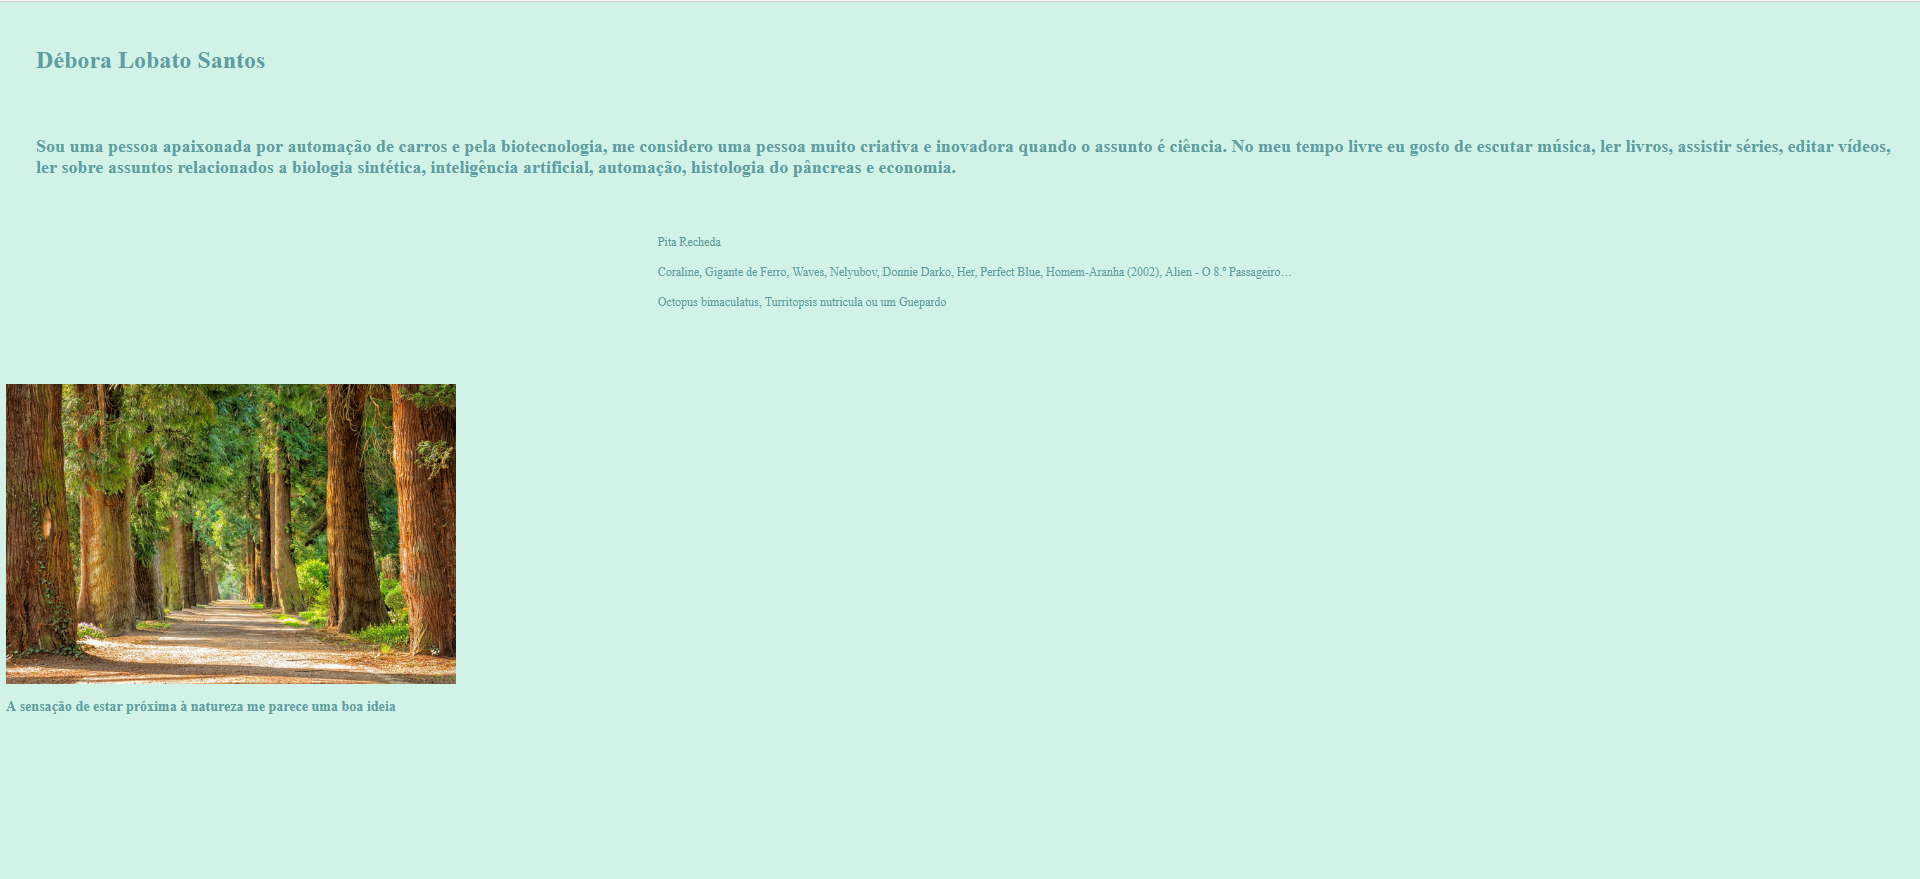 Débora Lobato Santos
Sou uma pessoa apaixonada por automação de carros e pela biotecnologia, me considero uma pessoa muito criativa e inovadora quando o assunto é ciência. No meu tempo livre eu gosto de escutar música, ler livros, assistir séries, editar vídeos,
ler sobre assuntos relacionados a biologia sintética, inteligência artificial, automação, histologia do pâncreas e economia.
Pita Recheda
Coraline, Gigante de Ferro, Waves, Nelyubov, Donnie Darko, Her, Perfect Blue, Homem-Aranha (2002), Alien - O 8.º Passageiro…
Octopus bimaculatus, Turritopsis nutricula ou um Guepardo
A sensação de estar próxima à natureza me parece uma boa ideia